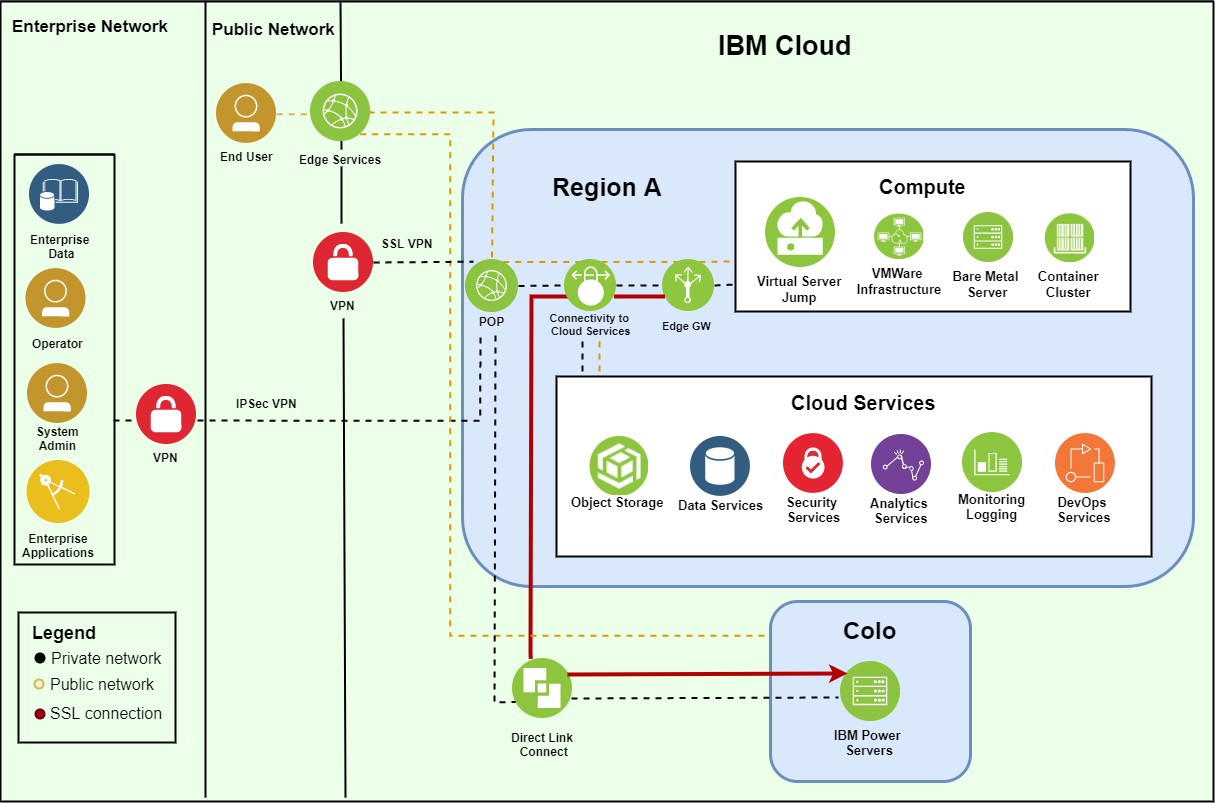 Enterprise Network
Public Network
IBM Cloud
End User
Edge Services
Enterprise
Data
Operator
System
Admin
Enterprise
Applications
VPN
IPSec VPN
VPN
SSL VPN
Region A
POP
Connectivity to
Cloud Services
Edge GW
Compute
Virtual Server
Jump
VMWare
Infrastructure
Bare Metal
Server
Container
Cluster
Cloud Services
Object Storage
Data Services
Security
Services
Analytics
Services
Monitoring
Logging
DevOps
Services
Legend
Private network
Public network
SSL connection
Direct Link
Connect
Colo
IBM Power
Servers